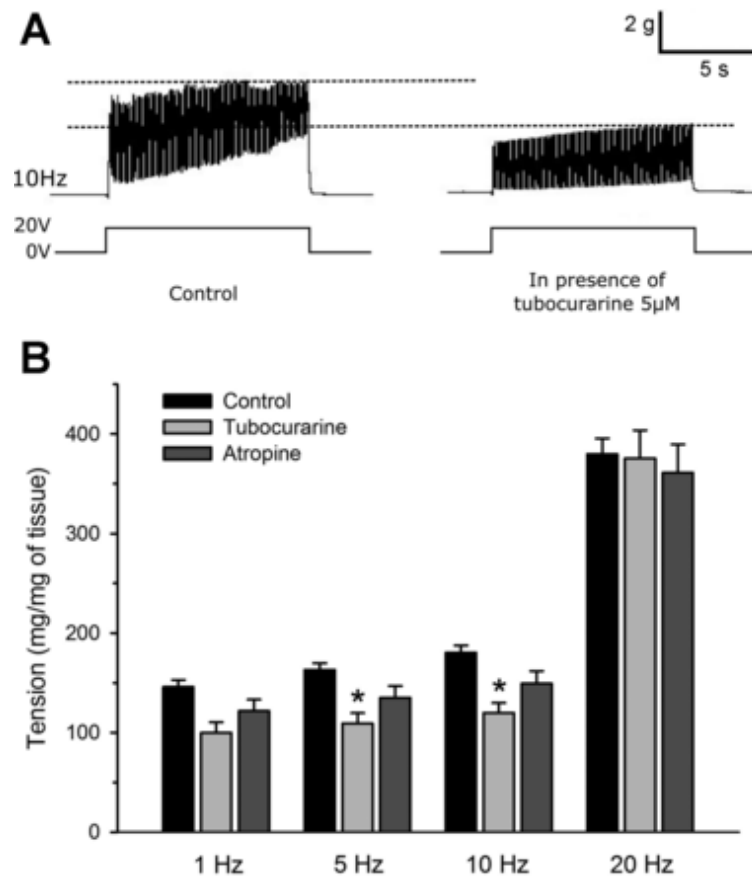 A
2 g
5 s
10Hz
20V
0V
Control
In presence of
tubocurarine 5µM
B
Control
Tubocurarine
Atropine
Tension (mg/mg of tissue)
400
300
200
100
0
*
*
1 Hz
5 Hz
10 Hz
20 Hz